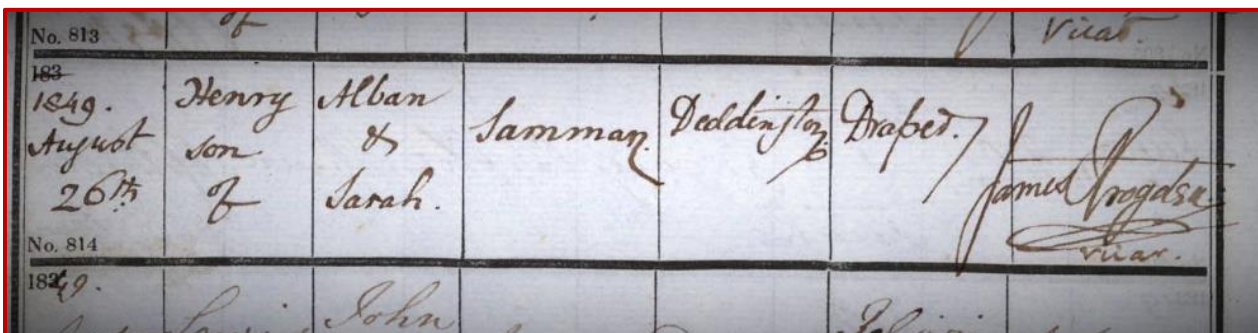 of
Vicar.
No. 813
183
1849.
August
26th
Henry
son
of
Alban
&
Sarah.
Samman.
Deddington.
Draper.
James Brogden
Vicar.
No. 814
1849.
John